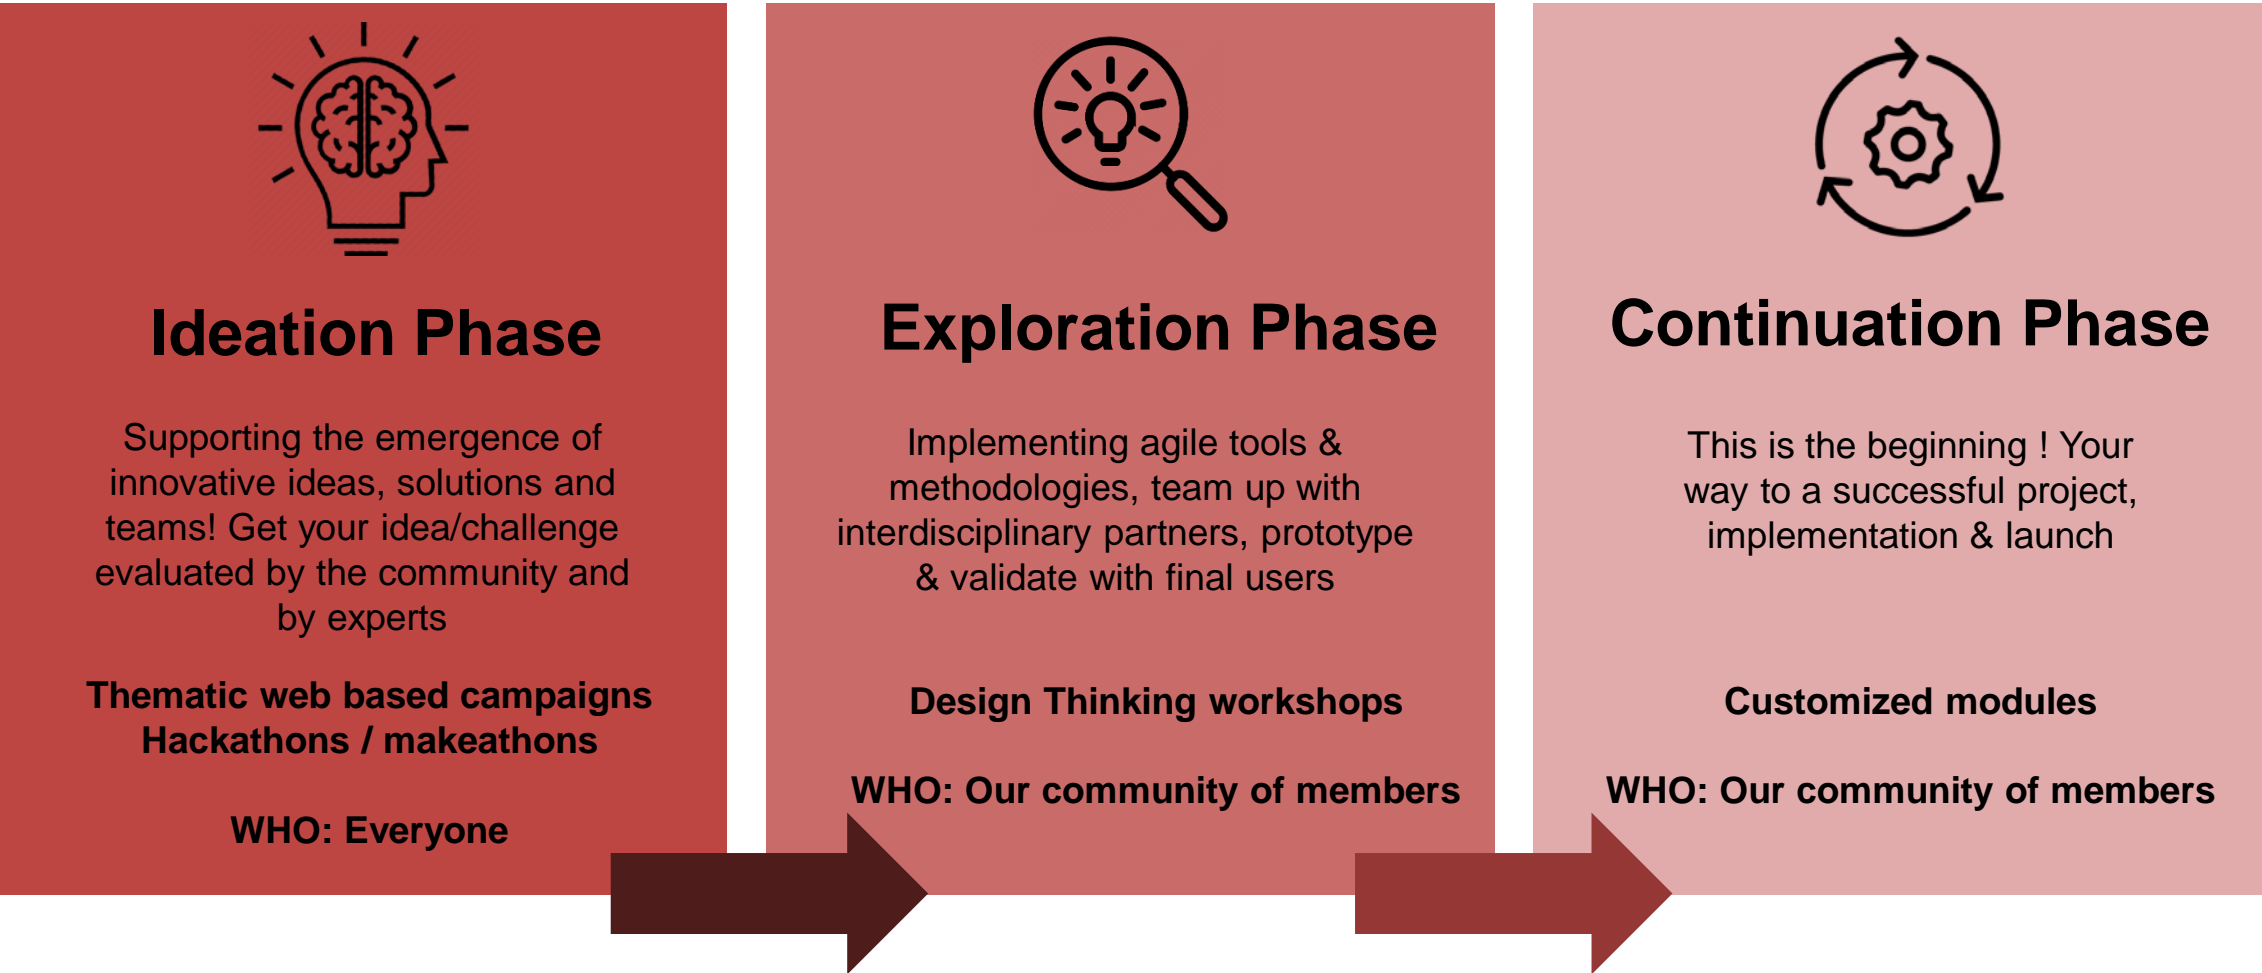 Ideation Phase
Supporting the emergence of
innovative ideas, solutions and
teams! Get your idea/challenge
evaluated by the community and
by experts
Thematic web based campaigns
Hackathons / makeathons
WHO: Everyone
Exploration Phase
Implementing agile tools &
methodologies, team up with
interdisciplinary partners, prototype
& validate with final users
Design Thinking workshops
WHO: Our community of members
Continuation Phase
This is the beginning ! Your
way to a successful project,
implementation & launch
Customized modules
WHO: Our community of members